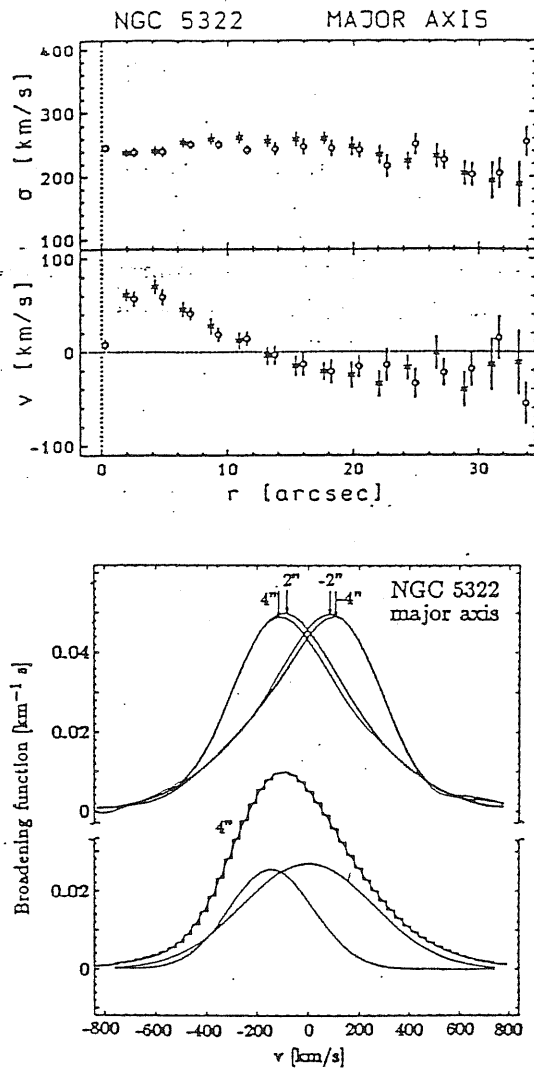 NGC 5322 MAJOR AXIS
σ [km/s]
400
300
200
100
v [km/s]
100
0
-100
0 10 20 30
r [arcsec]
NGC 5322
major axis
4" 2" -2" -4"
Broadening function [km⁻¹ s]
0.04
0.02
0
4"
0.02
0
-800 -600 -400 -200 0 200 400 600 800
v [km/s]